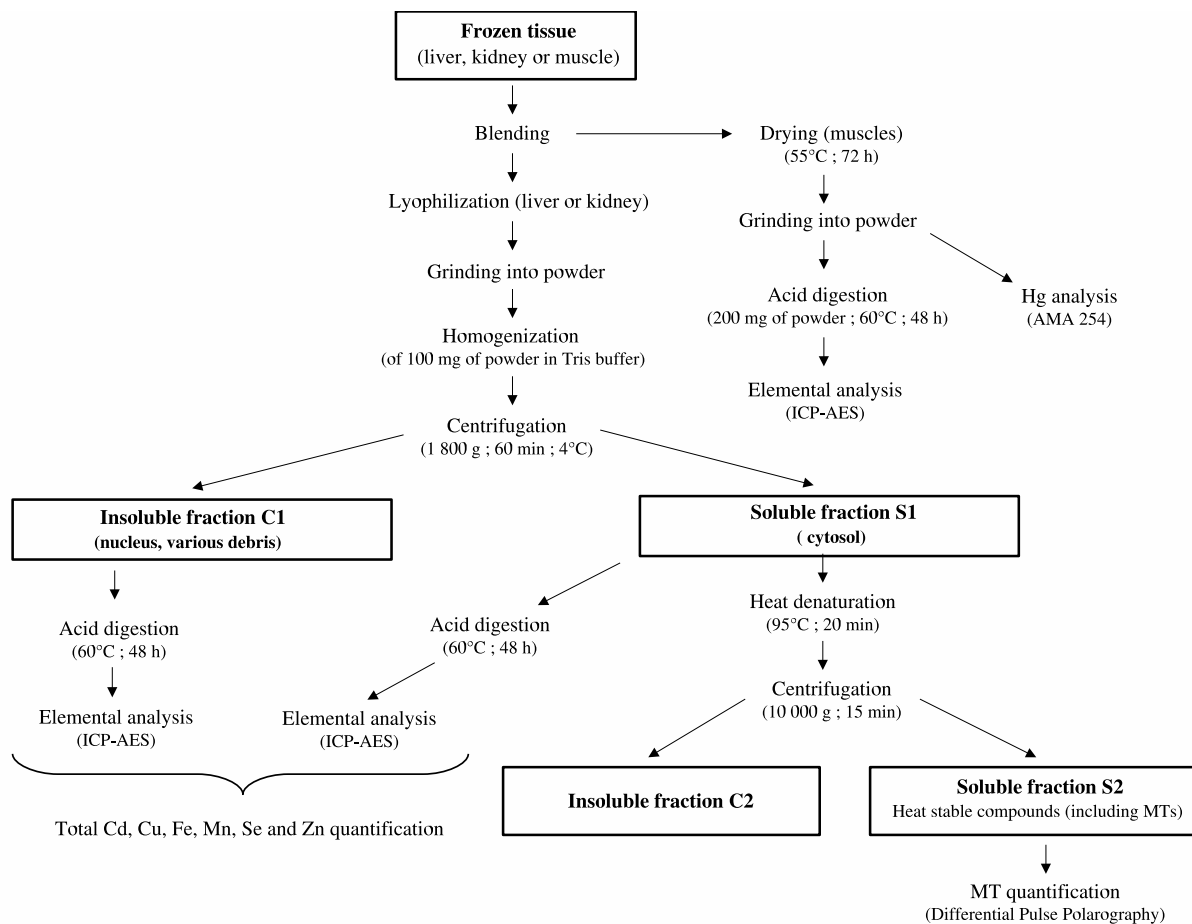 Frozen tissue
(liver, kidney or muscle)
Blending
Drying (muscles)
(55°C ; 72 h)
Lyophilization (liver or kidney)
Grinding into powder
Grinding into powder
Acid digestion
(200 mg of powder ; 60°C ; 48 h)
Hg analysis
(AMA 254)
Homogenization
(of 100 mg of powder in Tris buffer)
Elemental analysis
(ICP-AES)
Centrifugation
(1 800 g ; 60 min ; 4°C)
Insoluble fraction C1
(nucleus, various debris)
Soluble fraction S1
( cytosol)
Acid digestion
(60°C ; 48 h)
Acid digestion
(60°C ; 48 h)
Heat denaturation
(95°C ; 20 min)
Elemental analysis
(ICP-AES)
Elemental analysis
(ICP-AES)
Centrifugation
(10 000 g ; 15 min)
Total Cd, Cu, Fe, Mn, Se and Zn quantification
Insoluble fraction C2
Soluble fraction S2
Heat stable compounds (including MTs)
MT quantification
(Differential Pulse Polarography)